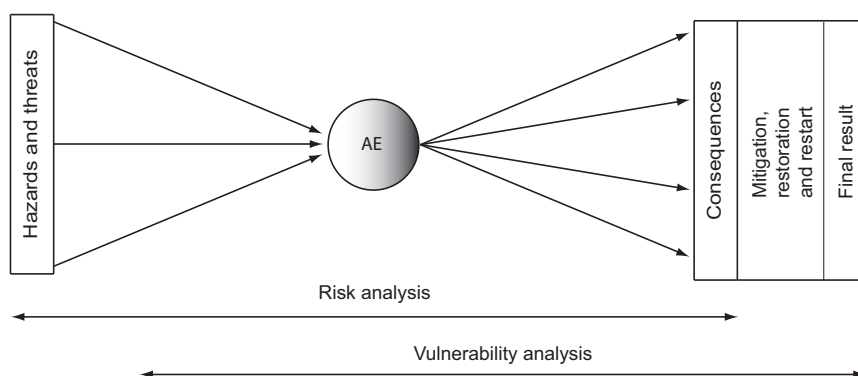 Hazards and threats
AE
Consequences
Mitigation,
restoration
and restart
Final result
Risk analysis
Vulnerability analysis